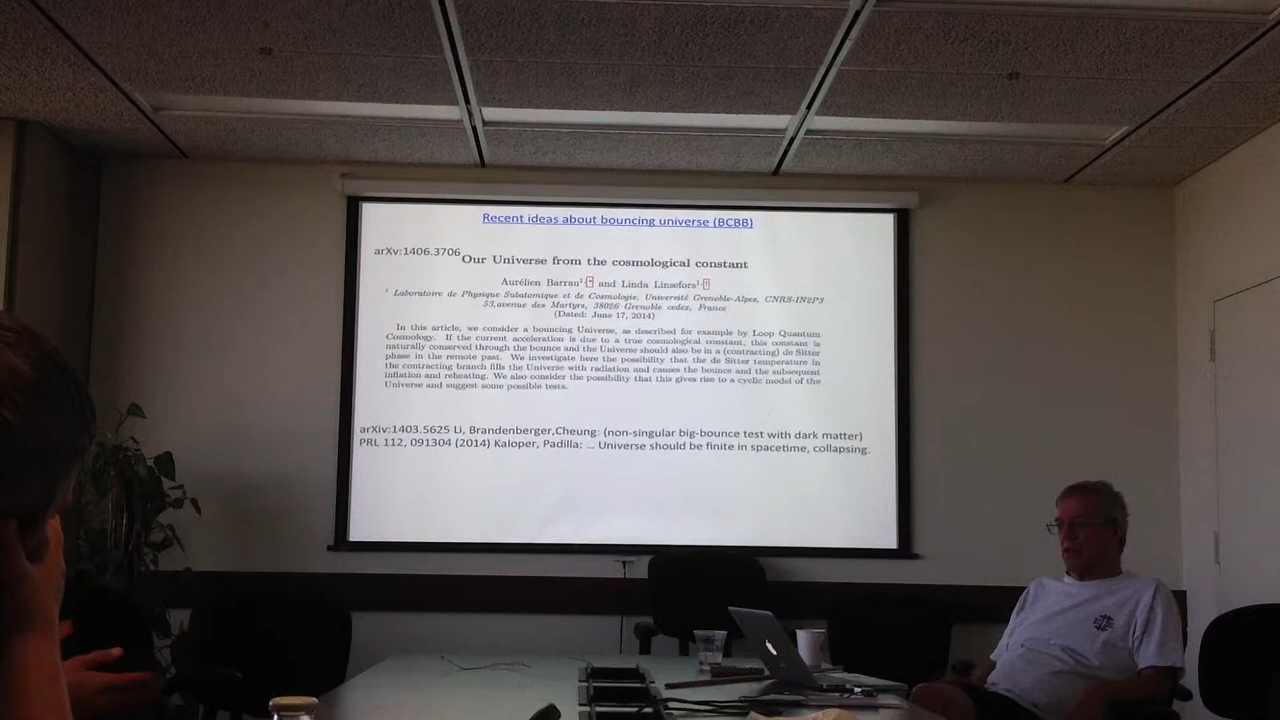 Recent ideas about bouncing universe (BCBB)
arXv:1406.3706
Our Universe from the cosmological constant
Aurélien Barrau¹,* and Linda Linsefors¹,†
¹ Laboratoire de Physique Subatomique et de Cosmologie, Université Grenoble-Alpes, CNRS-IN2P3
53,avenue des Martyrs, 38026 Grenoble cedex, France
(Dated: June 17, 2014)
In this article, we consider a bouncing Universe, as described for example by Loop Quantum
Cosmology. If the current acceleration is due to a true cosmological constant, this constant is
naturally conserved through the bounce and the Universe should also be in a (contracting) de Sitter
phase in the remote past. We investigate here the possibility that the de Sitter temperature in
the contracting branch fills the Universe with radiation and causes the bounce and the subsequent
inflation and reheating. We also consider the possibility that this gives rise to a cyclic model of the
Universe and suggest some possible tests.
arXiv:1403.5625 Li, Brandenberger,Cheung: (non-singular big-bounce test with dark matter)
PRL 112, 091304 (2014) Kaloper, Padilla: ... Universe should be finite in spacetime, collapsing.